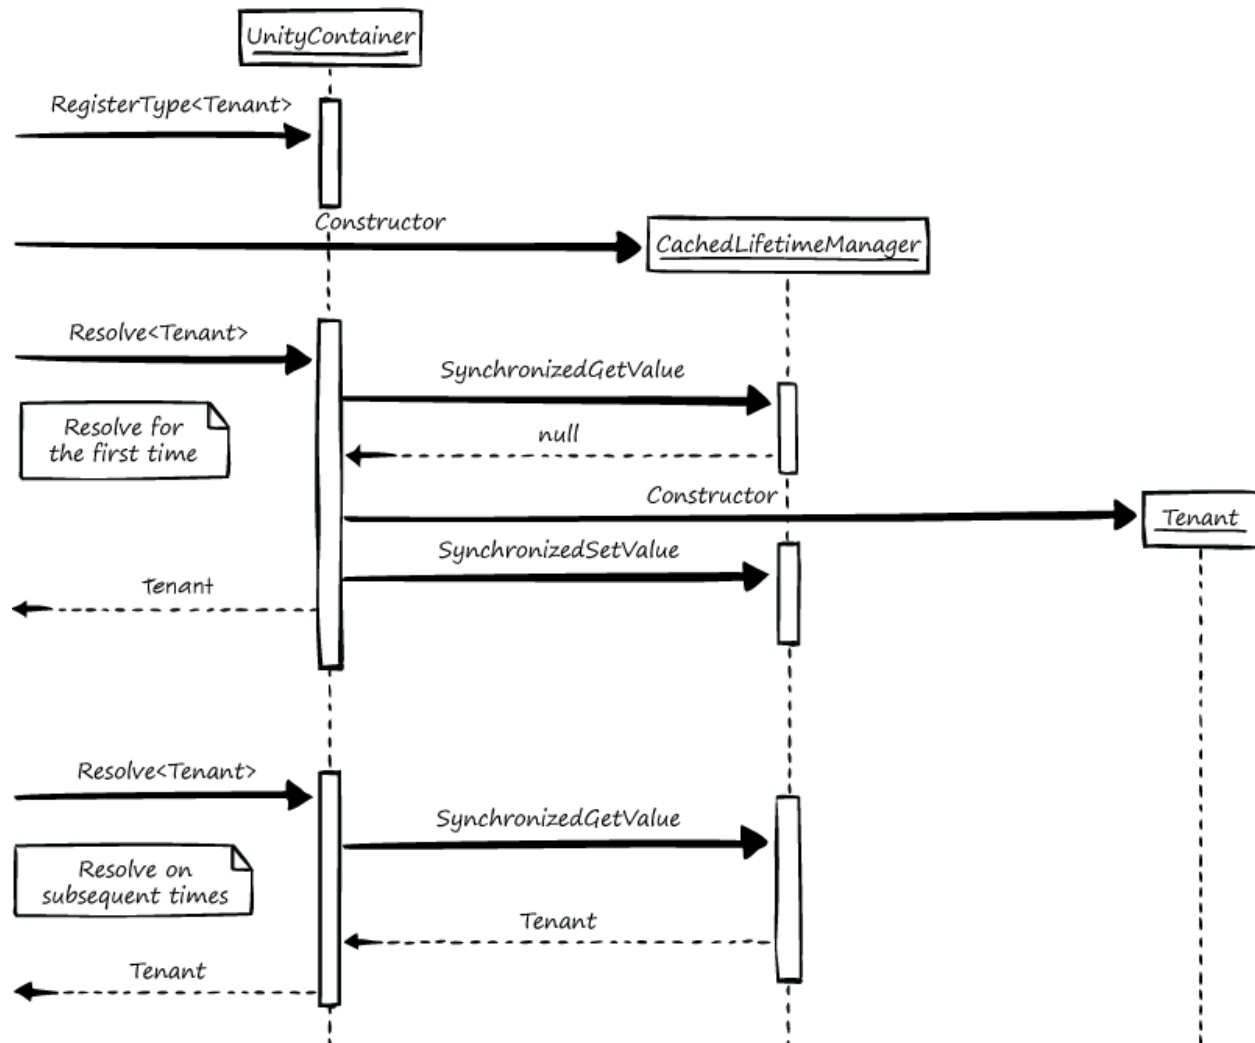 UnityContainer
RegisterType<Tenant>
Constructor
CachedLifetimeManager
Resolve<Tenant>
SynchronizedGetValue
Resolve for
the first time
null
Constructor
Tenant
SynchronizedSetValue
Tenant
Resolve<Tenant>
SynchronizedGetValue
Resolve on
subsequent times
Tenant
Tenant